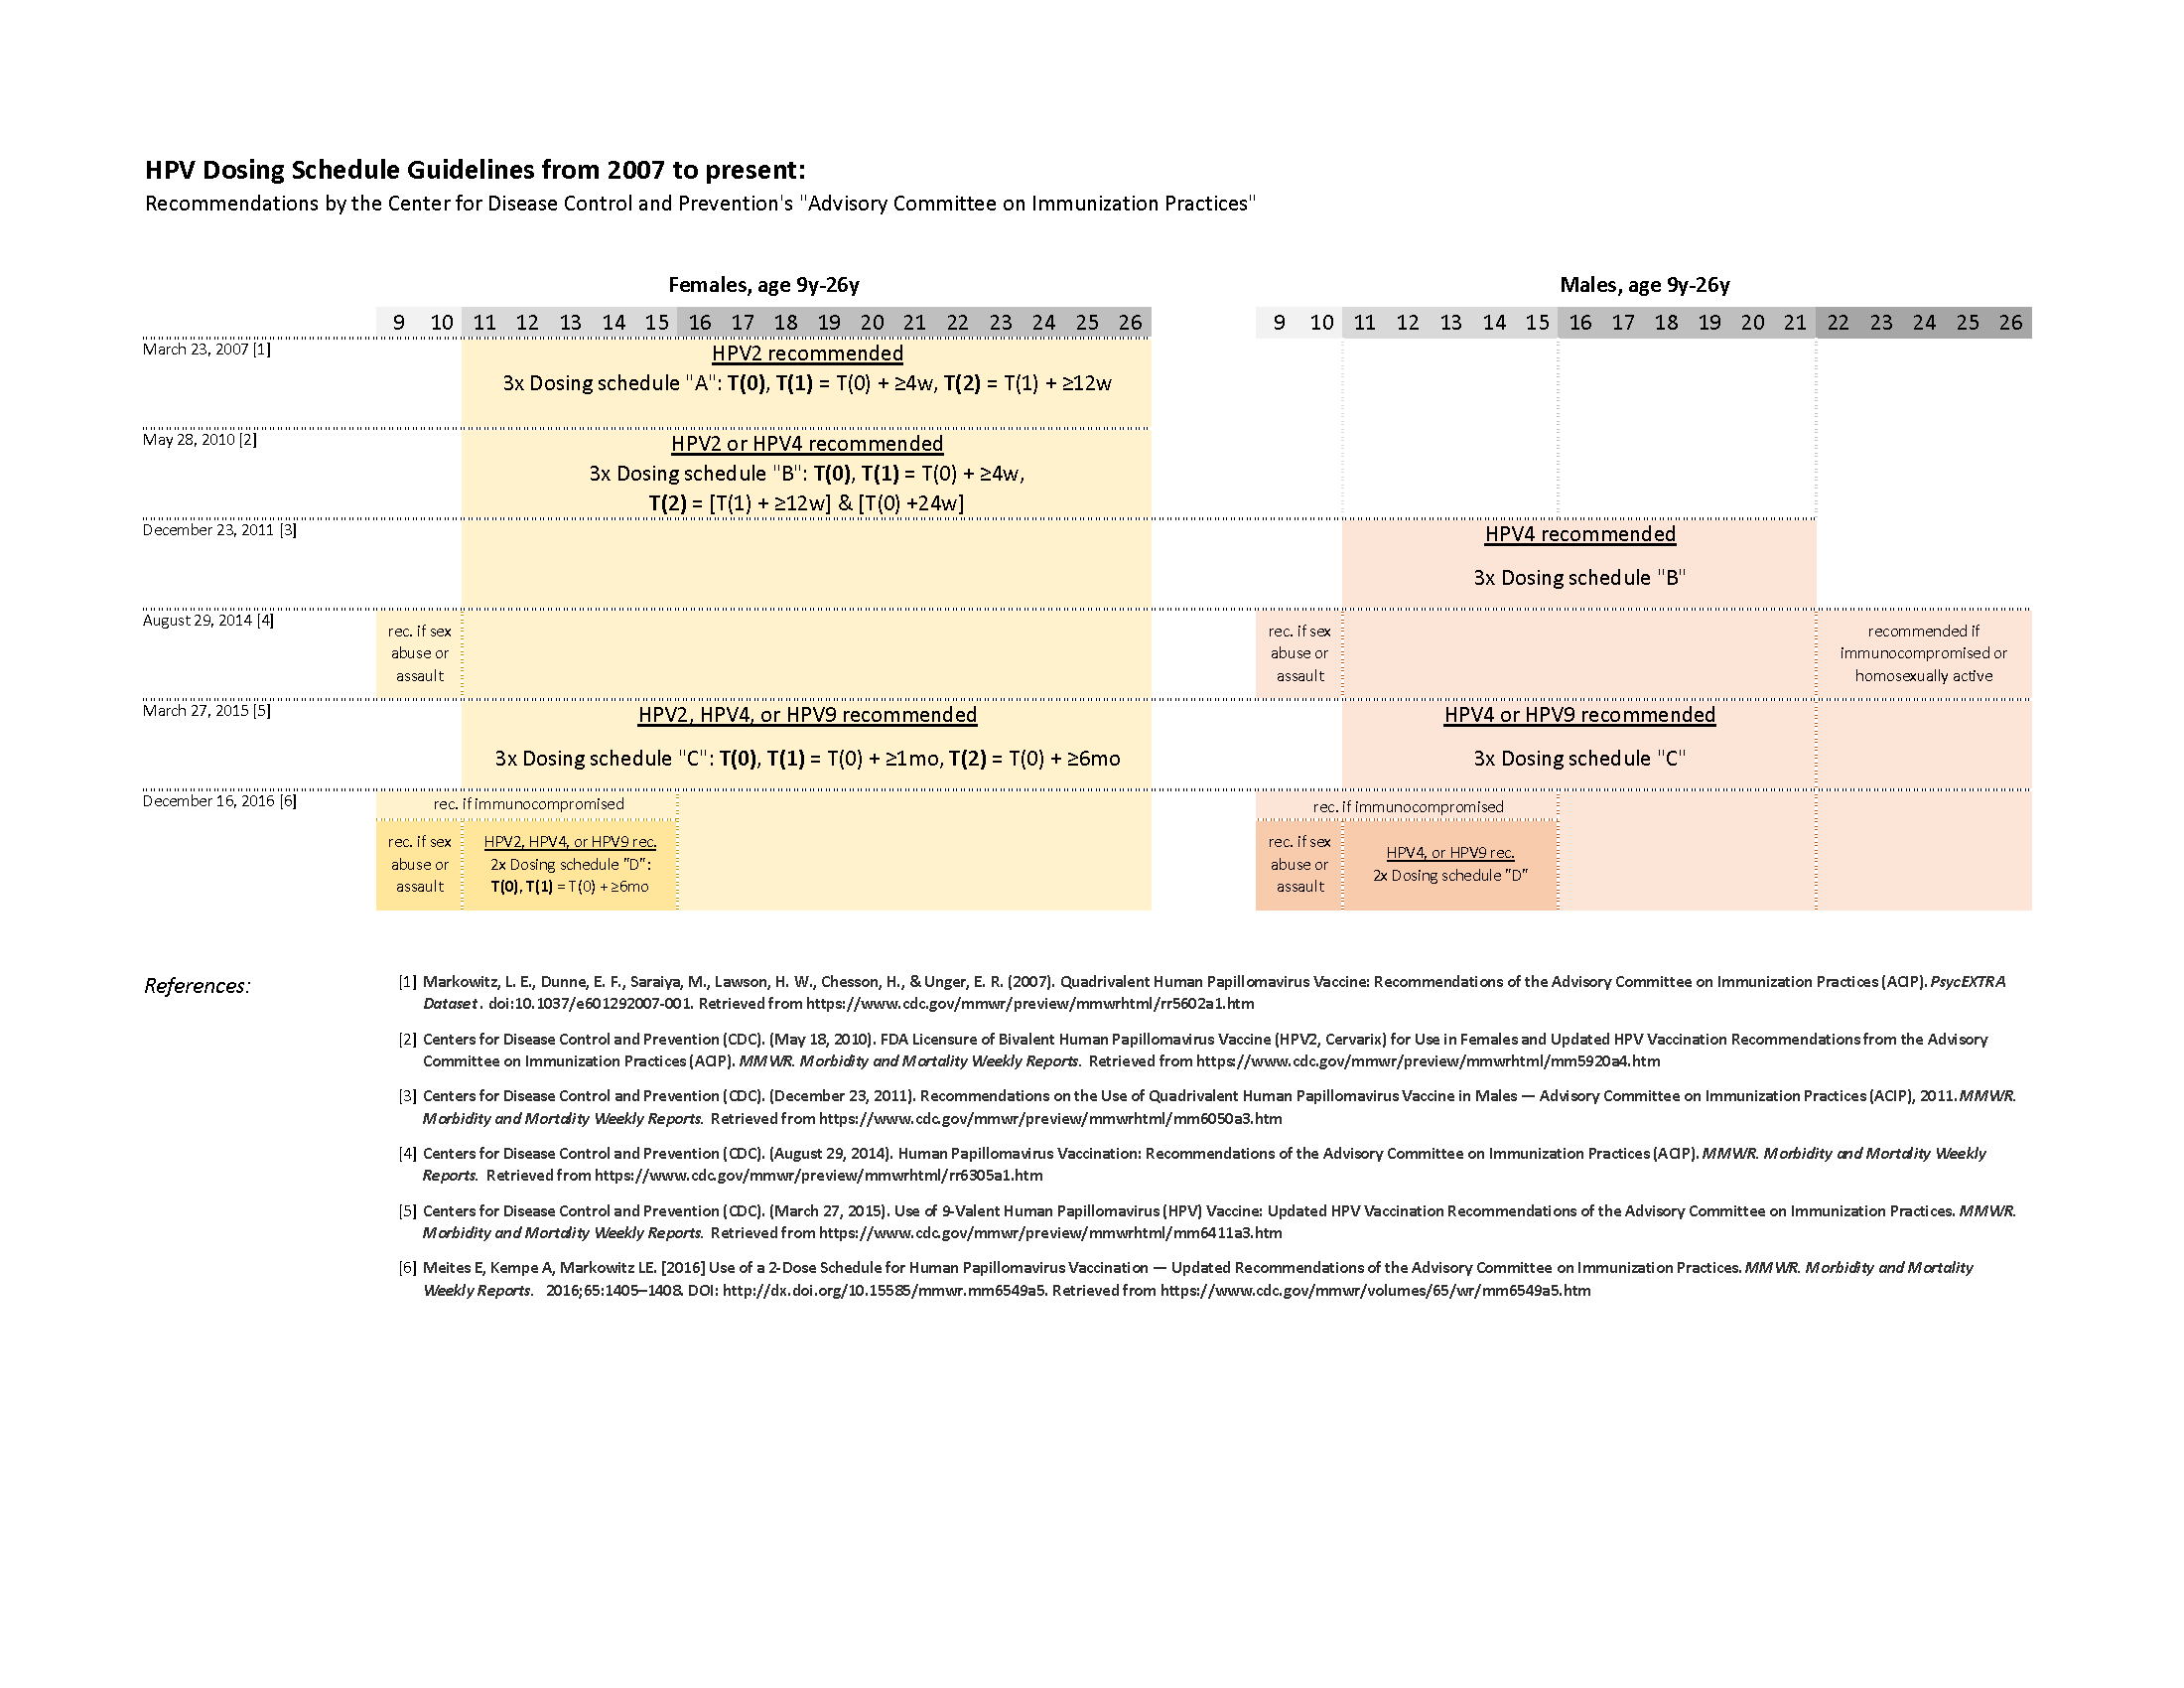 HPV Dosing Schedule Guidelines from 2007 to present:
Recommendations by the Center for Disease Control and Prevention's "Advisory Committee on Immunization Practices"
Females, age 9y-26y
Males, age 9y-26y
9 10 11 12 13 14 15 16 17 18 19 20 21 22 23 24 25 26
9 10 11 12 13 14 15 16 17 18 19 20 21 22 23 24 25 26
March 23, 2007 [1]
HPV2 recommended
3x Dosing schedule "A": T(0), T(1) = T(0) + ≥4w, T(2) = T(1) + ≥12w
May 28, 2010 [2]
HPV2 or HPV4 recommended
3x Dosing schedule "B": T(0), T(1) = T(0) + ≥4w,
T(2) = [T(1) + ≥12w] & [T(0) +24w]
December 23, 2011 [3]
HPV4 recommended
3x Dosing schedule "B"
August 29, 2014 [4]
rec. if sex
abuse or
assault
rec. if sex
abuse or
assault
recommended if
immunocompromised or
homosexually active
March 27, 2015 [5]
HPV2, HPV4, or HPV9 recommended
3x Dosing schedule "C": T(0), T(1) = T(0) + ≥1mo, T(2) = T(0) + ≥6mo
HPV4 or HPV9 recommended
3x Dosing schedule "C"
December 16, 2016 [6]
rec. if immunocompromised
rec. if sex
abuse or
assault
HPV2, HPV4, or HPV9 rec.
2x Dosing schedule "D":
T(0), T(1) = T(0) + ≥6mo
rec. if immunocompromised
rec. if sex
abuse or
assault
HPV4, or HPV9 rec.
2x Dosing schedule "D"
References:
[1] Markowitz, L. E., Dunne, E. F., Saraiya, M., Lawson, H. W., Chesson, H., & Unger, E. R. (2007). Quadrivalent Human Papillomavirus Vaccine: Recommendations of the Advisory Committee on Immunization Practices (ACIP). PsycEXTRA
Dataset . doi:10.1037/e601292007-001. Retrieved from https://www.cdc.gov/mmwr/preview/mmwrhtml/rr5602a1.htm
[2] Centers for Disease Control and Prevention (CDC). (May 18, 2010). FDA Licensure of Bivalent Human Papillomavirus Vaccine (HPV2, Cervarix) for Use in Females and Updated HPV Vaccination Recommendations from the Advisory
Committee on Immunization Practices (ACIP). MMWR. Morbidity and Mortality Weekly Reports. Retrieved from https://www.cdc.gov/mmwr/preview/mmwrhtml/mm5920a4.htm
[3] Centers for Disease Control and Prevention (CDC). (December 23, 2011). Recommendations on the Use of Quadrivalent Human Papillomavirus Vaccine in Males — Advisory Committee on Immunization Practices (ACIP), 2011. MMWR.
Morbidity and Mortality Weekly Reports. Retrieved from https://www.cdc.gov/mmwr/preview/mmwrhtml/mm6050a3.htm
[4] Centers for Disease Control and Prevention (CDC). (August 29, 2014). Human Papillomavirus Vaccination: Recommendations of the Advisory Committee on Immunization Practices (ACIP). MMWR. Morbidity and Mortality Weekly
Reports. Retrieved from https://www.cdc.gov/mmwr/preview/mmwrhtml/rr6305a1.htm
[5] Centers for Disease Control and Prevention (CDC). (March 27, 2015). Use of 9-Valent Human Papillomavirus (HPV) Vaccine: Updated HPV Vaccination Recommendations of the Advisory Committee on Immunization Practices. MMWR.
Morbidity and Mortality Weekly Reports. Retrieved from https://www.cdc.gov/mmwr/preview/mmwrhtml/mm6411a3.htm
[6] Meites E, Kempe A, Markowitz LE. [2016] Use of a 2-Dose Schedule for Human Papillomavirus Vaccination — Updated Recommendations of the Advisory Committee on Immunization Practices. MMWR. Morbidity and Mortality
Weekly Reports. 2016;65:1405–1408. DOI: http://dx.doi.org/10.15585/mmwr.mm6549a5. Retrieved from https://www.cdc.gov/mmwr/volumes/65/wr/mm6549a5.htm